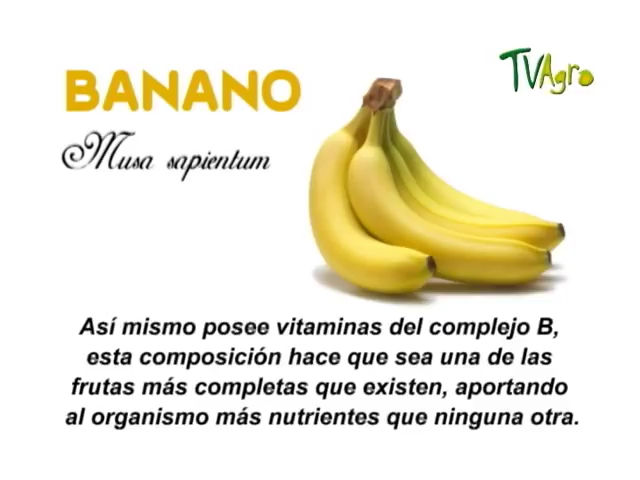 BANANO
TVAgro
Musa sapientum
Así mismo posee vitaminas del complejo B,
esta composición hace que sea una de las
frutas más completas que existen, aportando
al organismo más nutrientes que ninguna otra.